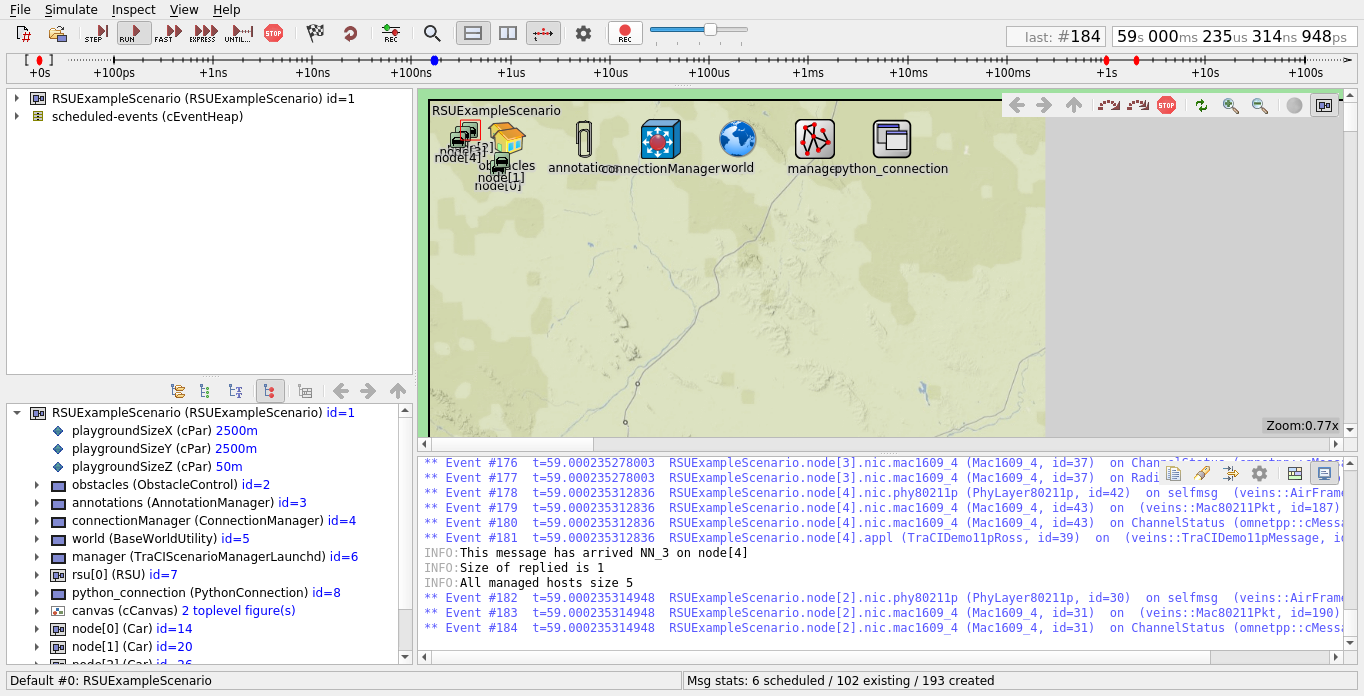 File Simulate Inspect View Help
STEP RUN FAST EXPRESS UNTIL... STOP REC REC
last: #184 59s 000ms 235us 314ns 948ps
+0s +100ps +1ns +10ns +100ns +1us +10us +100us +1ms +10ms +100ms +1s +10s +100s
RSUExampleScenario (RSUExampleScenario) id=1
scheduled-events (cEventHeap)
RSUExampleScenario
STOP
node[4]
obstacles
node[1]
node[0]
connectionManager world python_connection
Zoom:0.77x
RSUExampleScenario (RSUExampleScenario) id=1
playgroundSizeX (cPar) 2500m
playgroundSizeY (cPar) 2500m
playgroundSizeZ (cPar) 50m
obstacles (ObstacleControl) id=2
annotations (AnnotationManager) id=3
connectionManager (ConnectionManager) id=4
world (BaseWorldUtility) id=5
manager (TraCIScenarioManagerLaunchd) id=6
rsu[0] (RSU) id=7
python_connection (PythonConnection) id=8
canvas (cCanvas) 2 toplevel figure(s)
node[0] (Car) id=14
node[1] (Car) id=20
node[2] (Car) id=26
** Event #176 t=59.000235278003 RSUExampleScenario.node[3].nic.mac1609_4 (Mac1609_4, id=37) on ChannelStatus (omnetpp::cMessa
** Event #177 t=59.000235278003 RSUExampleScenario.node[3].nic.mac1609_4 (Mac1609_4, id=37) on Radi
** Event #178 t=59.000235312836 RSUExampleScenario.node[4].nic.phy80211p (PhyLayer80211p, id=42) on selfmsg (veins::AirFrame
** Event #179 t=59.000235312836 RSUExampleScenario.node[4].nic.mac1609_4 (Mac1609_4, id=43) on (veins::Mac80211Pkt, id=187)
** Event #180 t=59.000235312836 RSUExampleScenario.node[4].nic.mac1609_4 (Mac1609_4, id=43) on ChannelStatus (omnetpp::cMessa
** Event #181 t=59.000235312836 RSUExampleScenario.node[4].appl (TraCIDemo11pRoss, id=39) on (veins::TraCIDemo11pMessage, id
INFO:This message has arrived NN_3 on node[4]
INFO:Size of replied is 1
INFO:All managed hosts size 5
** Event #182 t=59.000235314948 RSUExampleScenario.node[2].nic.phy80211p (PhyLayer80211p, id=30) on selfmsg (veins::AirFrame
** Event #183 t=59.000235314948 RSUExampleScenario.node[2].nic.mac1609_4 (Mac1609_4, id=31) on (veins::Mac80211Pkt, id=190)
** Event #184 t=59.000235314948 RSUExampleScenario.node[2].nic.mac1609_4 (Mac1609_4, id=31) on ChannelStatus (omnetpp::cMessa
Default #0: RSUExampleScenario
Msg stats: 6 scheduled / 102 existing / 193 created